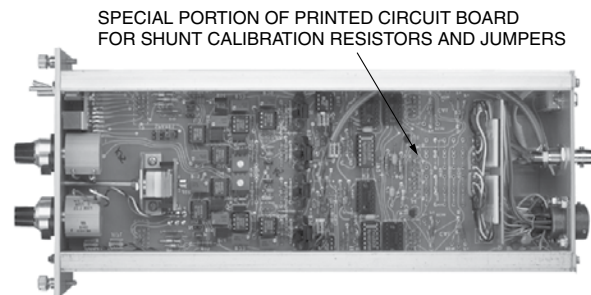 SPECIAL PORTION OF PRINTED CIRCUIT BOARD
FOR SHUNT CALIBRATION RESISTORS AND JUMPERS